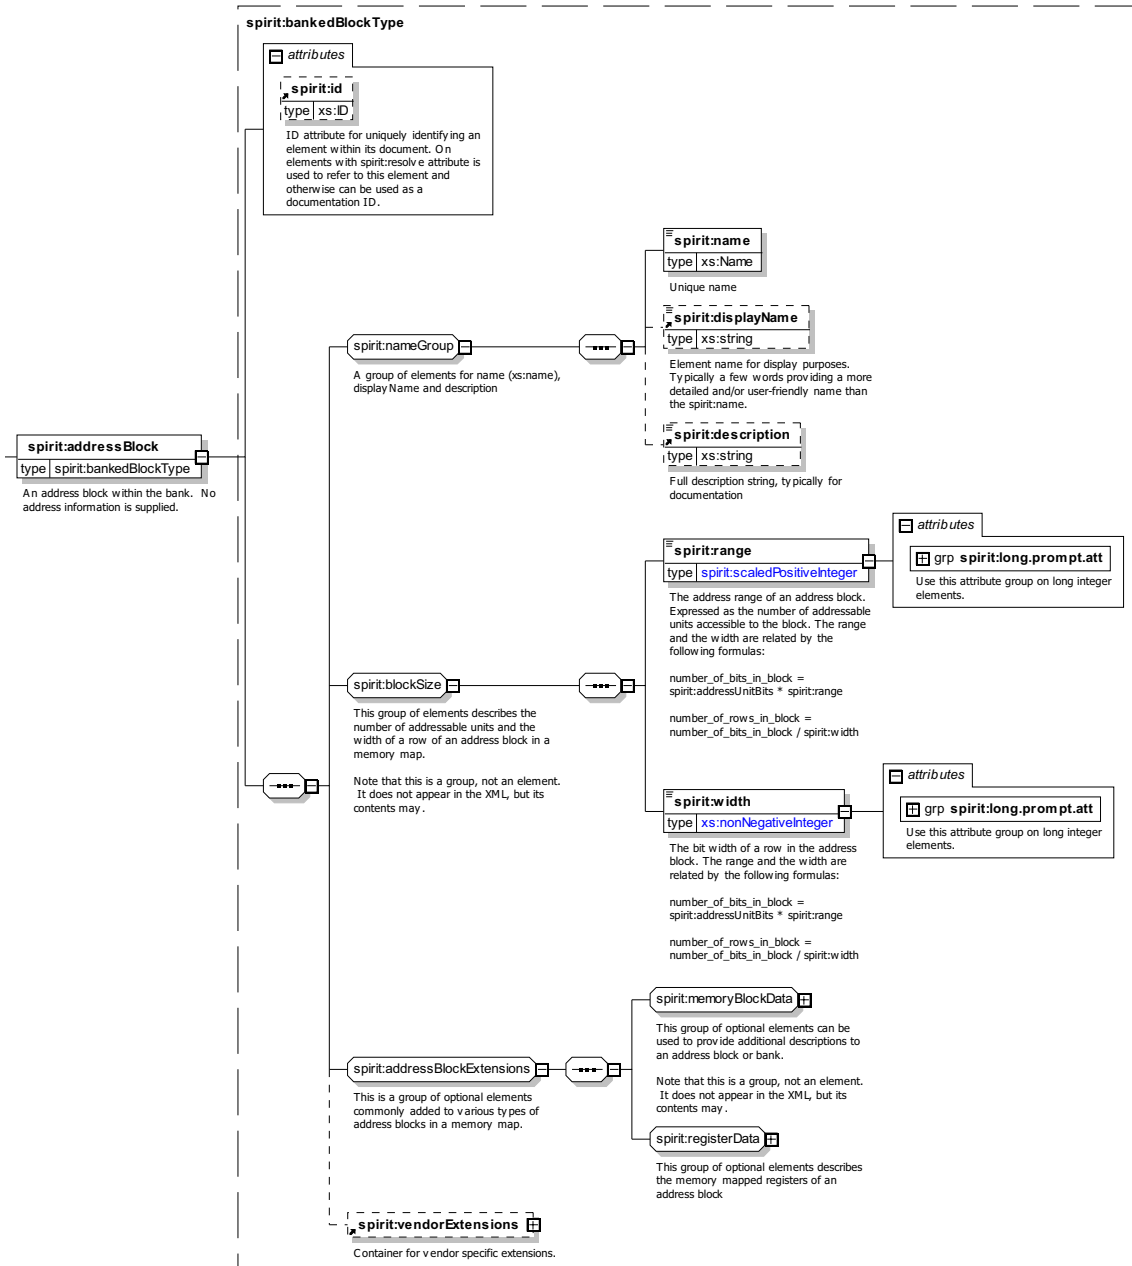 spirit:bankedBlockType
attributes
spirit:id
type xs:ID
ID attribute for uniquely identifying an
element within its document. On
elements with spirit:resolve attribute is
used to refer to this element and
otherwise can be used as a
documentation ID.
spirit:name
type xs:Name
Unique name
spirit:displayName
type xs:string
Element name for display purposes.
Typically a few words providing a more
detailed and/or user-friendly name than
the spirit:name.
spirit:nameGroup
A group of elements for name (xs:name),
displayName and description
spirit:description
type xs:string
Full description string, typically for
documentation
spirit:addressBlock
type spirit:bankedBlockType
An address block within the bank. No
address information is supplied.
spirit:range
type spirit:scaledPositiveInteger
The address range of an address block.
Expressed as the number of addressable
units accessible to the block. The range
and the width are related by the
following formulas:
number_of_bits_in_block =
spirit:addressUnitBits * spirit:range
number_of_rows_in_block =
number_of_bits_in_block / spirit:width
attributes
grp spirit:long.prompt.att
Use this attribute group on long integer
elements.
spirit:blockSize
This group of elements describes the
number of addressable units and the
width of a row of an address block in a
memory map.
Note that this is a group, not an element.
It does not appear in the XML, but its
contents may.
spirit:width
type xs:nonNegativeInteger
The bit width of a row in the address
block. The range and the width are
related by the following formulas:
number_of_bits_in_block =
spirit:addressUnitBits * spirit:range
number_of_rows_in_block =
number_of_bits_in_block / spirit:width
attributes
grp spirit:long.prompt.att
Use this attribute group on long integer
elements.
spirit:addressBlockExtensions
This is a group of optional elements
commonly added to various types of
address blocks in a memory map.
spirit:memoryBlockData
This group of optional elements can be
used to provide additional descriptions to
an address block or bank.
Note that this is a group, not an element.
It does not appear in the XML, but its
contents may.
spirit:registerData
This group of optional elements describes
the memory mapped registers of an
address block
spirit:vendorExtensions
Container for vendor specific extensions.